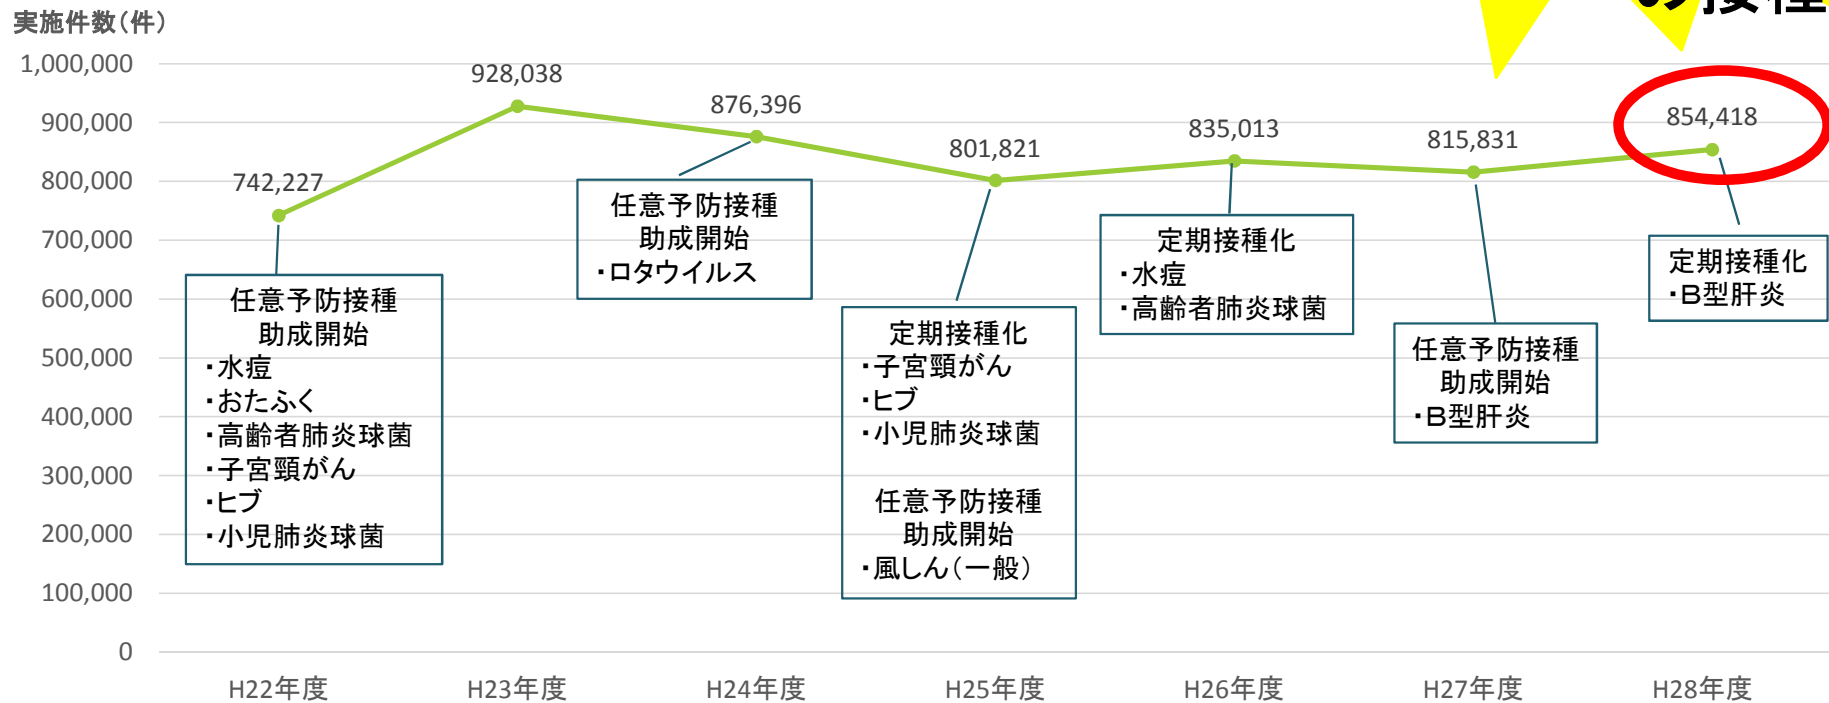 の接種
実施件数（件）
1,000,000
900,000
800,000
700,000
600,000
500,000
400,000
300,000
200,000
100,000
0
742,227
928,038
876,396
801,821
835,013
815,831
854,418
任意予防接種
助成開始
・水痘
・おたふく
・高齢者肺炎球菌
・子宮頸がん
・ヒブ
・小児肺炎球菌
任意予防接種
助成開始
・ロタウイルス
定期接種化
・子宮頸がん
・ヒブ
・小児肺炎球菌
任意予防接種
助成開始
・風しん（一般）
定期接種化
・水痘
・高齢者肺炎球菌
任意予防接種
助成開始
・Ｂ型肝炎
定期接種化
・Ｂ型肝炎
H22年度
H23年度
H24年度
H25年度
H26年度
H27年度
H28年度